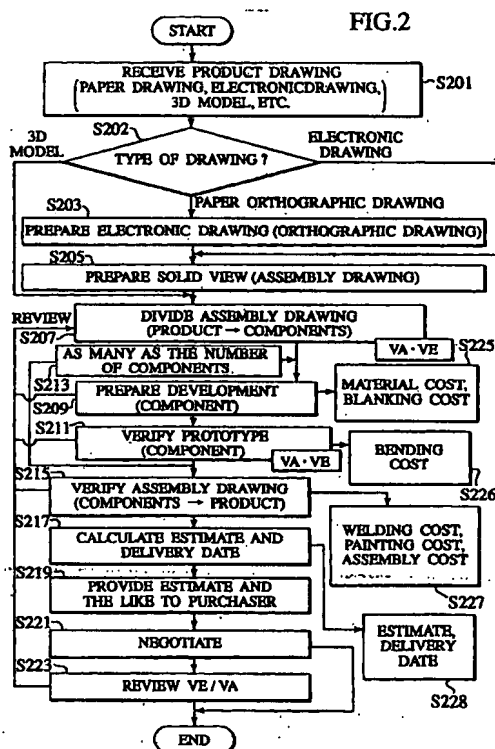 FIG.2
START
RECEIVE PRODUCT DRAWING
(PAPER DRAWING, ELECTRONICDRAWING,
3D MODEL, ETC. )
S201
S202
3D
MODEL
TYPE OF DRAWING ?
ELECTRONIC
DRAWING
PAPER ORTHOGRAPHIC DRAWING
S203
PREPARE ELECTRONIC DRAWING (ORTHOGRAPHIC DRAWING)
S205
PREPARE SOLID VIEW (ASSEMBLY DRAWING)
REVIEW
S207
DIVIDE ASSEMBLY DRAWING
(PRODUCT → COMPONENTS)
VA · VE
S225
AS MANY AS THE NUMBER
OF COMPONENTS.
S213
MATERIAL COST,
BLANKING COST
S209
PREPARE DEVELOPMENT
(COMPONENT)
S211
VERIFY PROTOTYPE
(COMPONENT)
VA · VE
BENDING
COST
S226
S215
VERIFY ASSEMBLY DRAWING
(COMPONENTS → PRODUCT)
S217
CALCULATE ESTIMATE AND
DELIVERY DATE
WELDING COST,
PAINTING COST,
ASSEMBLY COST
S227
S219
PROVIDE ESTIMATE AND
THE LIKE TO PURCHASER
S221
NEGOTIATE
ESTIMATE,
DELIVERY
DATE
S228
S223
REVIEW VE / VA
END